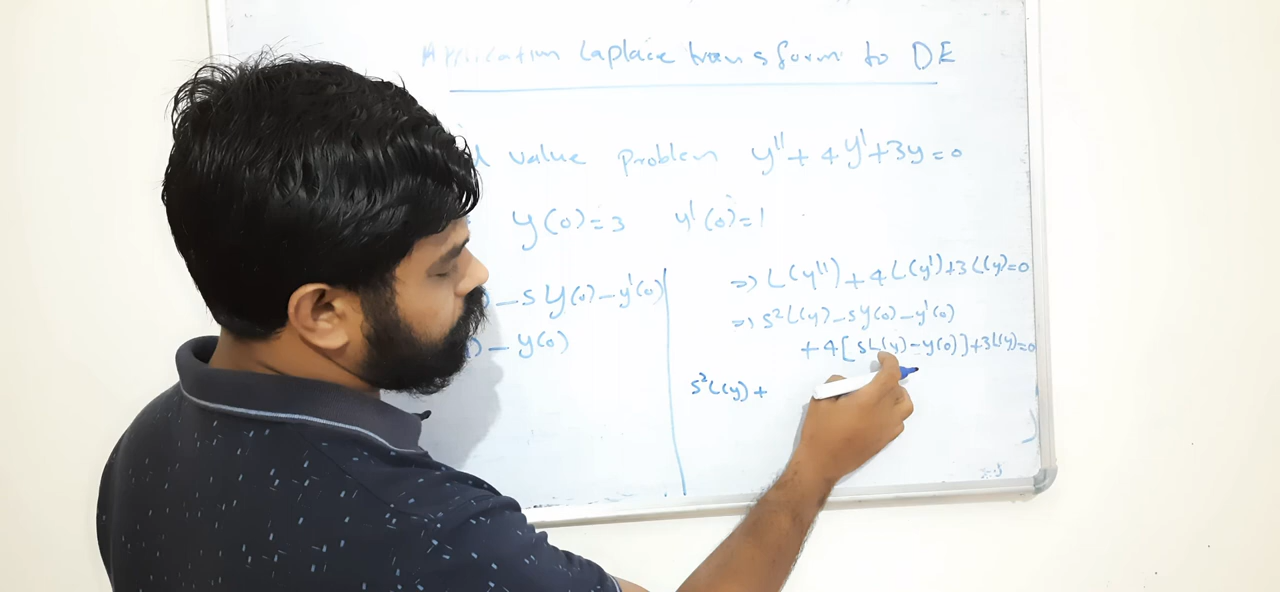 Application Laplace transform to DE
value problem y'' + 4y' + 3y = 0
y(0) = 3 y'(0) = 1
- s y(0) - y'(0)
- y(0)
=> L(y'') + 4L(y') + 3L(y) = 0
=> s²L(y) - sy(0) - y'(0)
+ 4[sL(y) - y(0)] + 3L(y) = 0
s²L(y) +